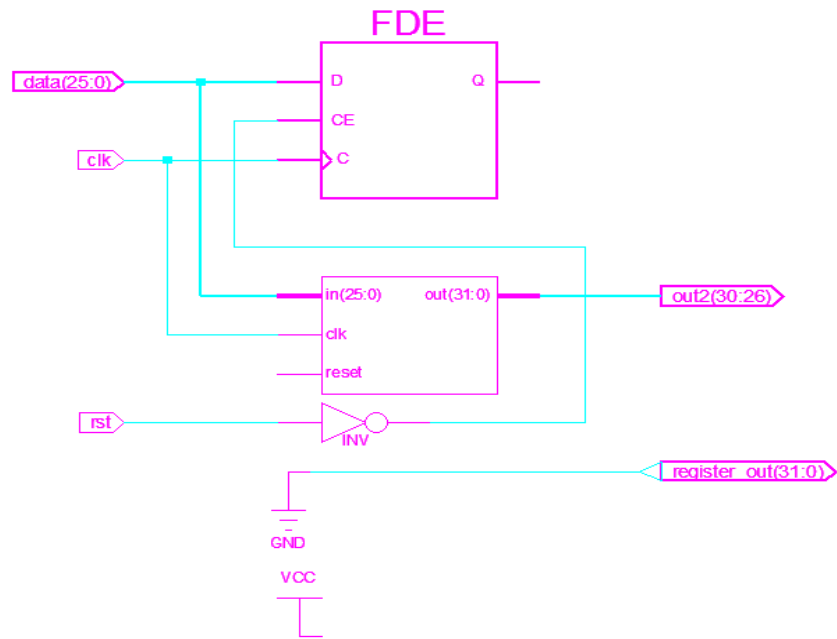 FDE
data(25:0)
D
Q
CE
clk
C
in(25:0)
out(31:0)
out2(30:26)
clk
reset
rst
INV
register_out(31:0)
GND
VCC